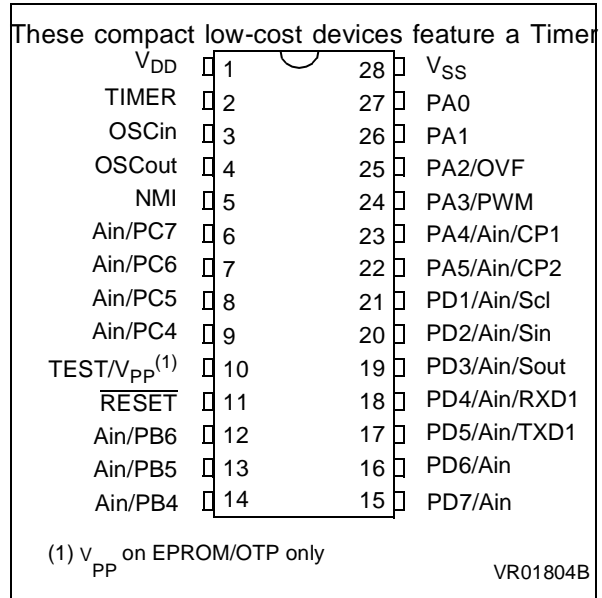 These compact low-cost devices feature a Timer
VDD 1 28 VSS
TIMER 2 27 PA0
OSCin 3 26 PA1
OSCout 4 25 PA2/OVF
NMI 5 24 PA3/PWM
Ain/PC7 6 23 PA4/Ain/CP1
Ain/PC6 7 22 PA5/Ain/CP2
Ain/PC5 8 21 PD1/Ain/Scl
Ain/PC4 9 20 PD2/Ain/Sin
TEST/VPP(1) 10 19 PD3/Ain/Sout
RESET 11 18 PD4/Ain/RXD1
Ain/PB6 12 17 PD5/Ain/TXD1
Ain/PB5 13 16 PD6/Ain
Ain/PB4 14 15 PD7/Ain
(1) VPP on EPROM/OTP only
VR01804B